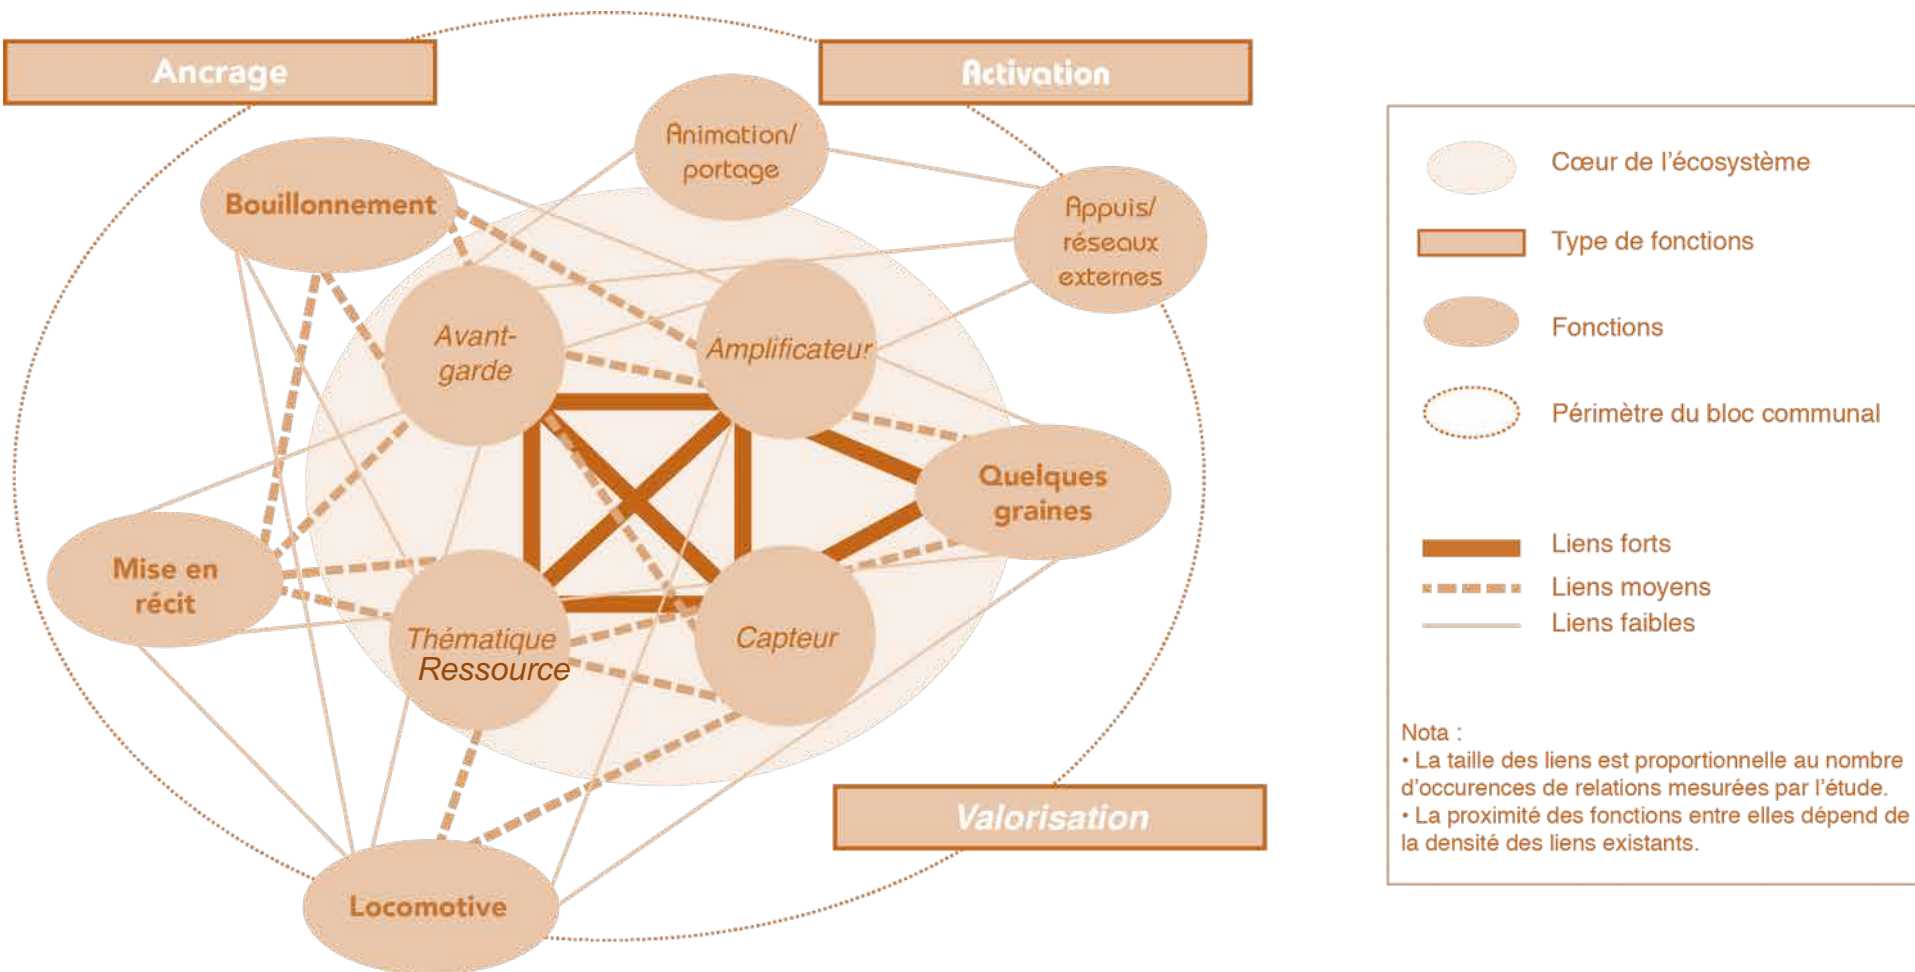 Ancrage
Activation
Animation/
portage
Bouillonnement
Appuis/
réseaux
externes
Avant-
garde
Amplificateur
Quelques
graines
Mise en
récit
Thématique
Ressource
Capteur
Valorisation
Locomotive
Cœur de l'écosystème
Type de fonctions
Fonctions
Périmètre du bloc communal
Liens forts
Liens moyens
Liens faibles
Nota :
• La taille des liens est proportionnelle au nombre
d'occurences de relations mesurées par l'étude.
• La proximité des fonctions entre elles dépend de
la densité des liens existants.